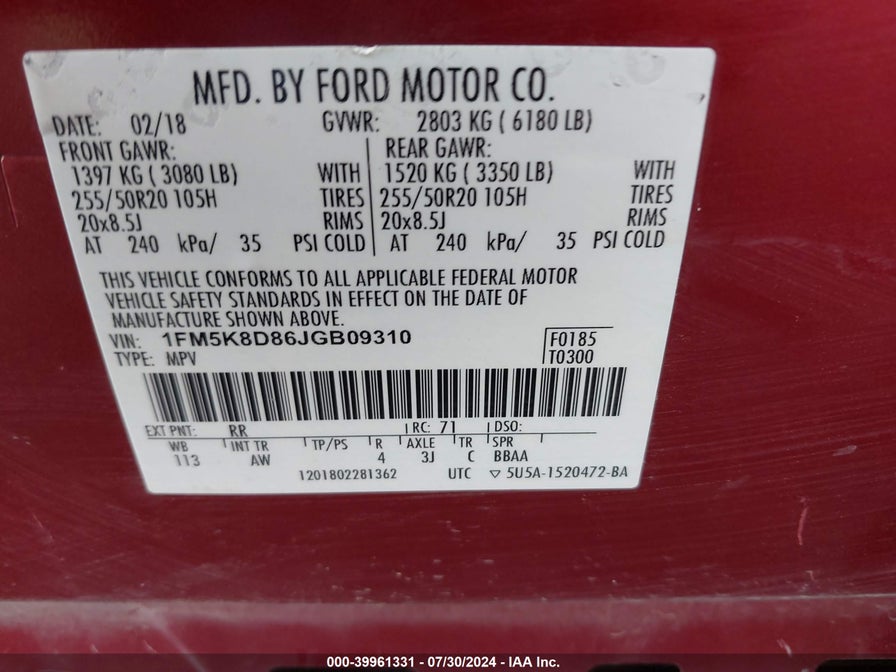 MFD. BY FORD MOTOR CO.
DATE: 02/18 GVWR: 2803 KG ( 6180 LB)
FRONT GAWR: REAR GAWR:
1397 KG ( 3080 LB) WITH 1520 KG ( 3350 LB) WITH
255/50R20 105H TIRES 255/50R20 105H TIRES
20x8.5J RIMS 20x8.5J RIMS
AT 240 kPa/ 35 PSI COLD AT 240 kPa/ 35 PSI COLD
THIS VEHICLE CONFORMS TO ALL APPLICABLE FEDERAL MOTOR
VEHICLE SAFETY STANDARDS IN EFFECT ON THE DATE OF
MANUFACTURE SHOWN ABOVE.
VIN: 1FM5K8D86JGB09310 F0185
TYPE: MPV T0300
EXT PNT: RR RC: 71 DSO:
WB INT TR TP/PS R AXLE TR SPR
113 AW 4 3J C BBAA
1201802281362 UTC ▽ 5U5A-1520472-BA
000-39961331 / 07/30/2024 - IAA Inc.